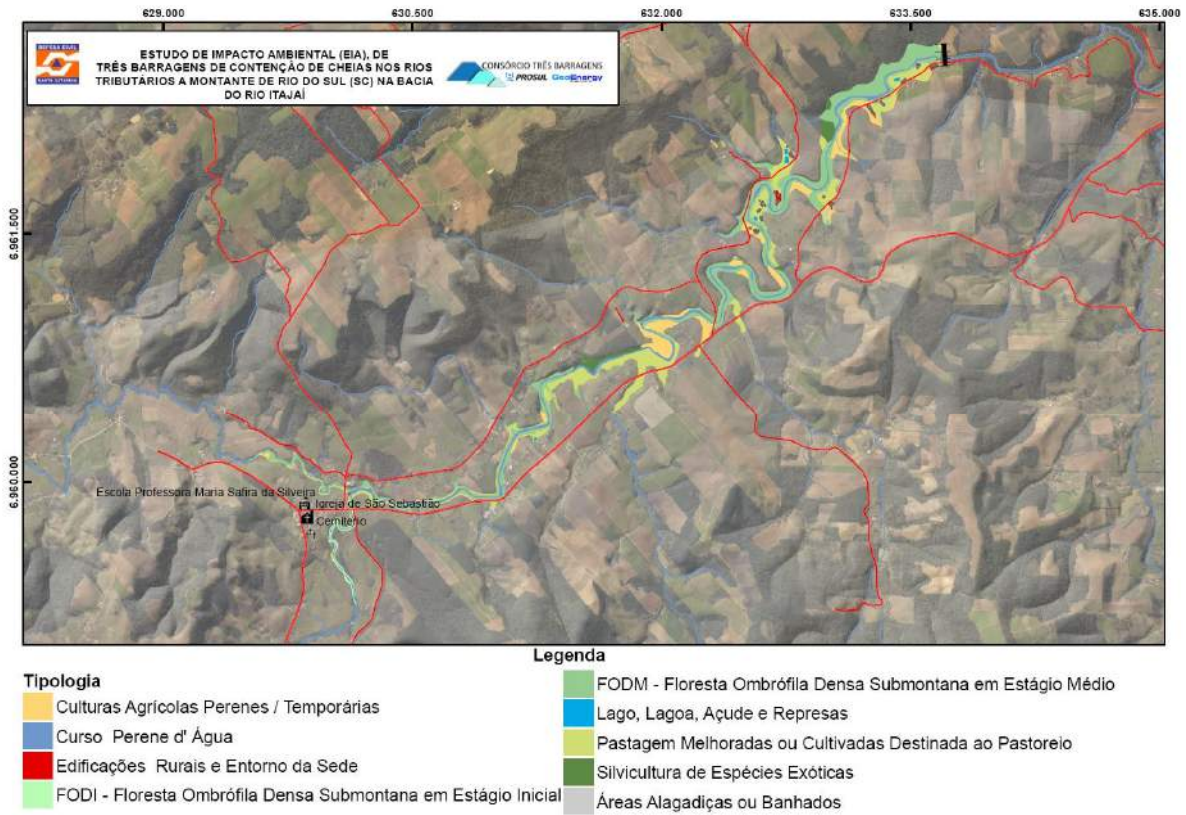 629.000 630.500 632.000 633.500 635.000
DEFESA CIVIL
SANTA CATARINA
ESTUDO DE IMPACTO AMBIENTAL (EIA), DE
TRÊS BARRAGENS DE CONTENÇÃO DE CHEIAS NOS RIOS
TRIBUTÁRIOS A MONTANTE DE RIO DO SUL (SC) NA BACIA
DO RIO ITAJAÍ
CONSÓRCIO TRÊS BARRAGENS
PROSUL GeoEnergy
6.961.500
6.960.000
Escola Professora Maria Safira da Silveira
Igreja de São Sebastião
Cemitério
Legenda
Tipologia
Culturas Agrícolas Perenes / Temporárias
Curso Perene d' Água
Edificações Rurais e Entorno da Sede
FODI - Floresta Ombrófila Densa Submontana em Estágio Inicial
FODM - Floresta Ombrófila Densa Submontana em Estágio Médio
Lago, Lagoa, Açude e Represas
Pastagem Melhoradas ou Cultivadas Destinada ao Pastoreio
Silvicultura de Espécies Exóticas
Áreas Alagadiças ou Banhados